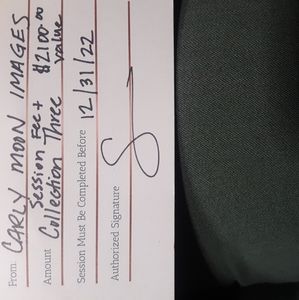 From CARLY MOON IMAGES
Session Fee +
Amount Collection Three $2100.00 value
Session Must Be Completed Before 12/31/22
Authorized Signature